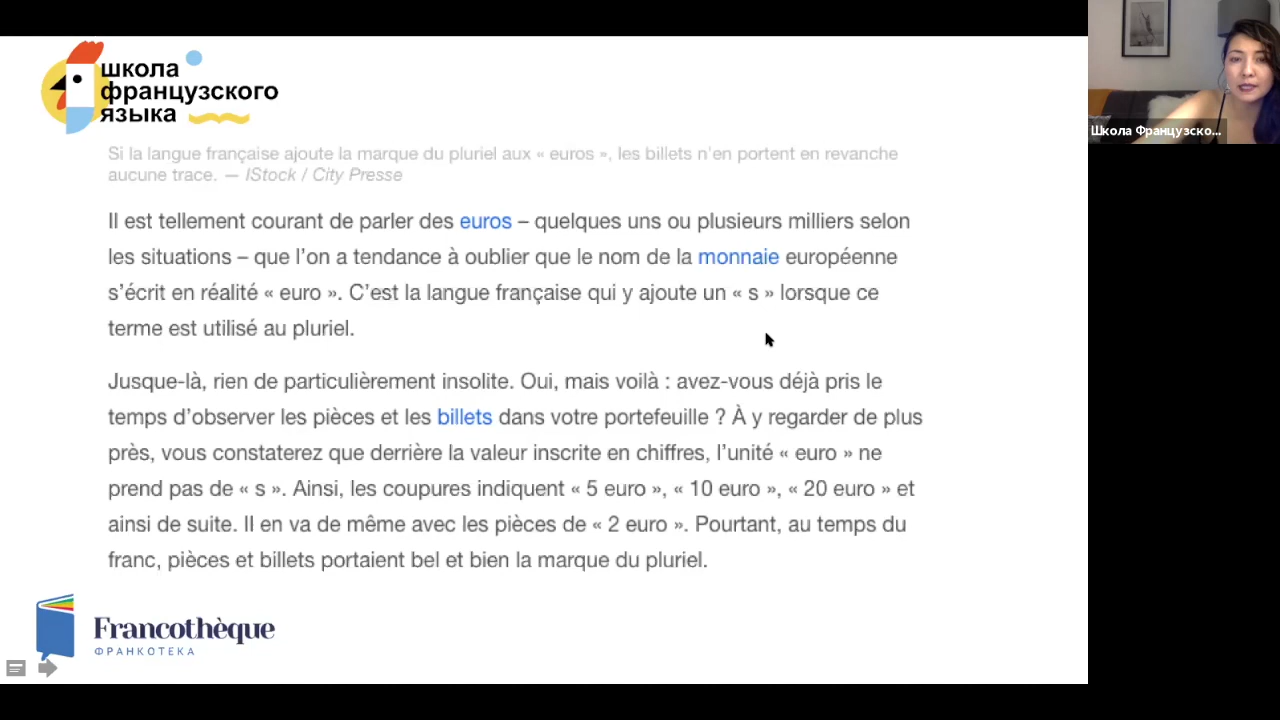 школа
французского
языка
Школа Французско...
Si la langue française ajoute la marque du pluriel aux « euros », les billets n'en portent en revanche
aucune trace. — IStock / City Presse
Il est tellement courant de parler des euros – quelques uns ou plusieurs milliers selon
les situations – que l'on a tendance à oublier que le nom de la monnaie européenne
s'écrit en réalité « euro ». C'est la langue française qui y ajoute un « s » lorsque ce
terme est utilisé au pluriel.
Jusque-là, rien de particulièrement insolite. Oui, mais voilà : avez-vous déjà pris le
temps d'observer les pièces et les billets dans votre portefeuille ? À y regarder de plus
près, vous constaterez que derrière la valeur inscrite en chiffres, l'unité « euro » ne
prend pas de « s ». Ainsi, les coupures indiquent « 5 euro », « 10 euro », « 20 euro » et
ainsi de suite. Il en va de même avec les pièces de « 2 euro ». Pourtant, au temps du
franc, pièces et billets portaient bel et bien la marque du pluriel.
Francothèque
ФРАНКОТЕКА